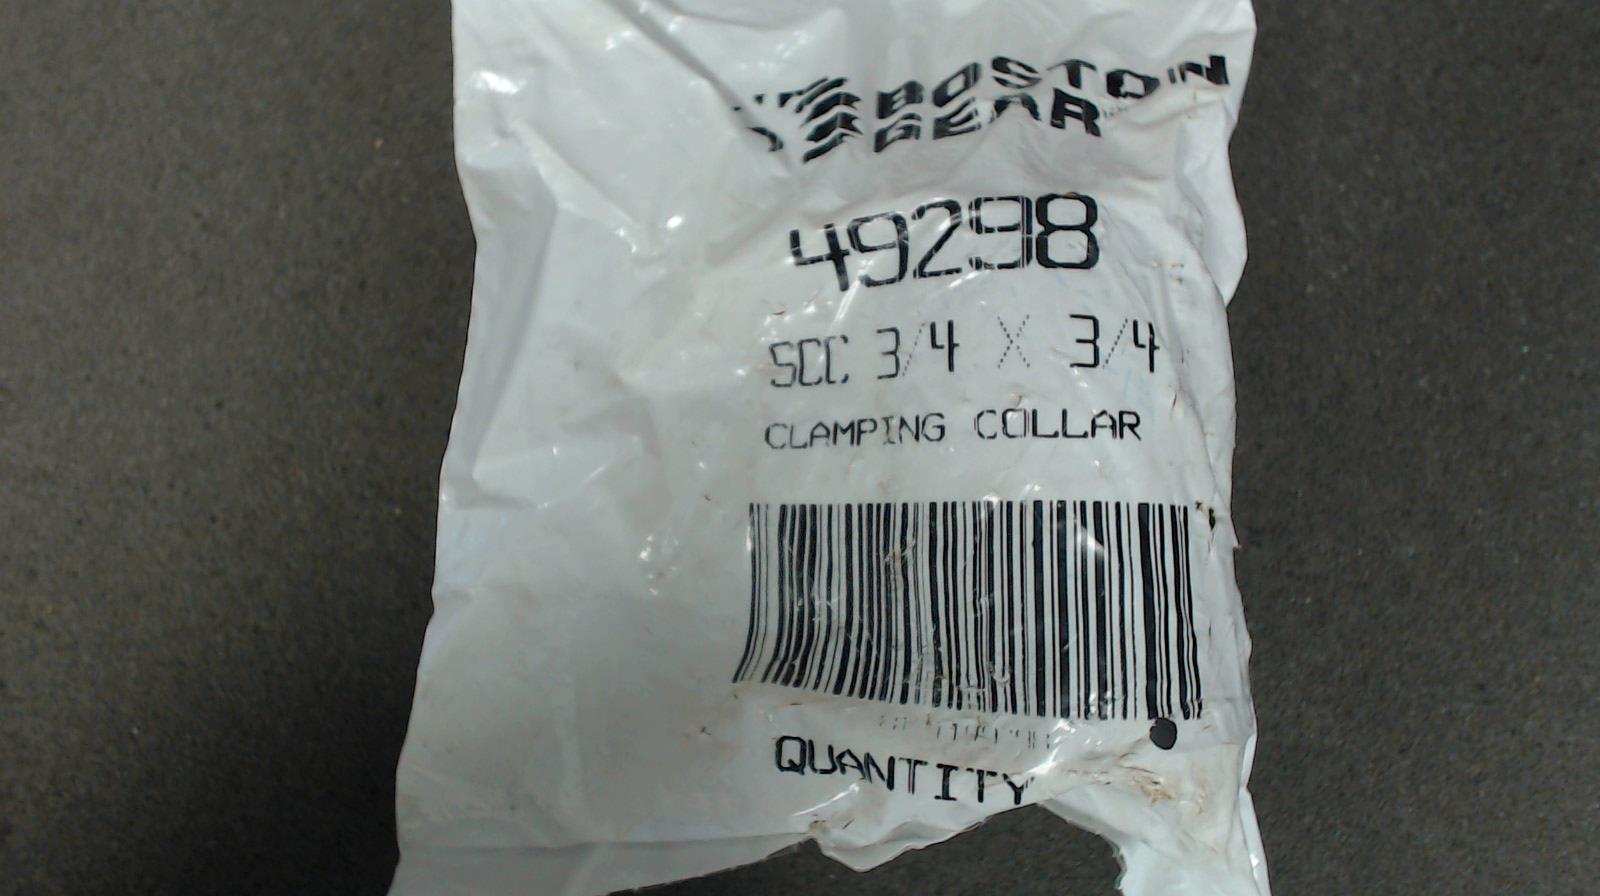 BOSTON
GEAR
49298
SCC 3/4 X 3/4
CLAMPING COLLAR
QUANTITY